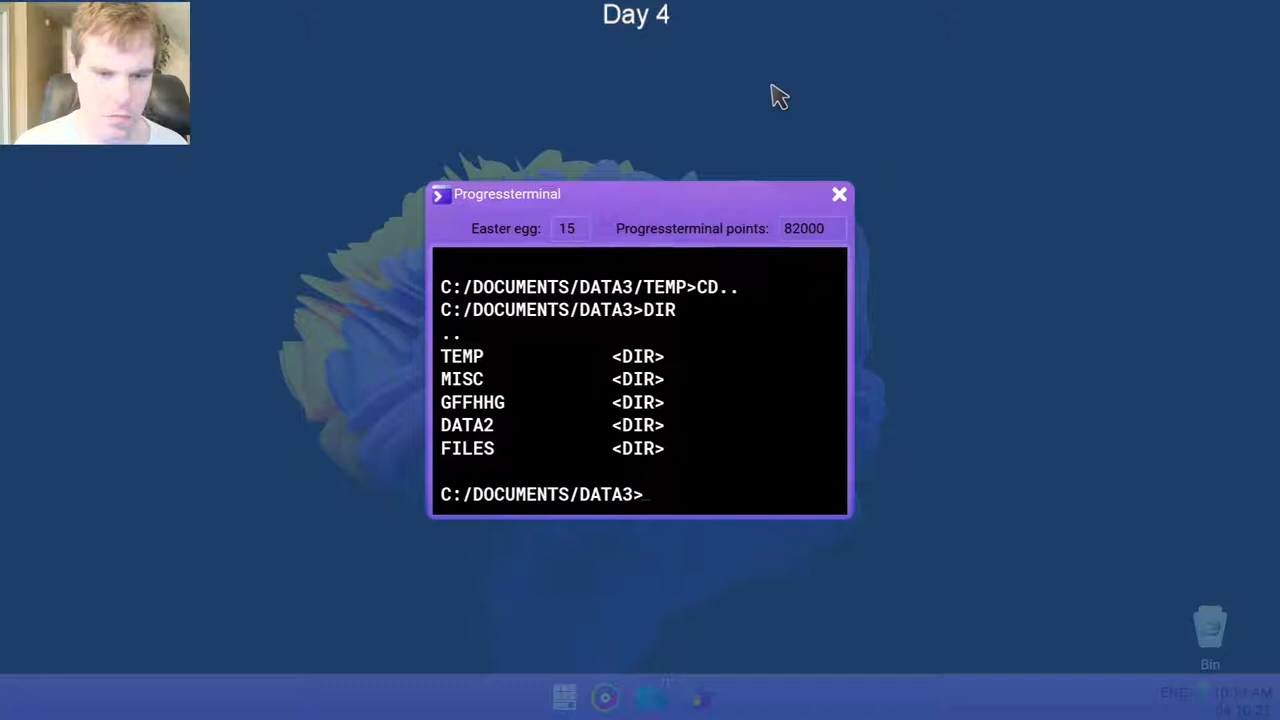 Day 4
Progressterminal
Easter egg: 15 Progressterminal points: 82000
C:/DOCUMENTS/DATA3/TEMP>CD..
C:/DOCUMENTS/DATA3>DIR
..
TEMP <DIR>
MISC <DIR>
GFFHHG <DIR>
DATA2 <DIR>
FILES <DIR>
C:/DOCUMENTS/DATA3>_
Bin
ENG